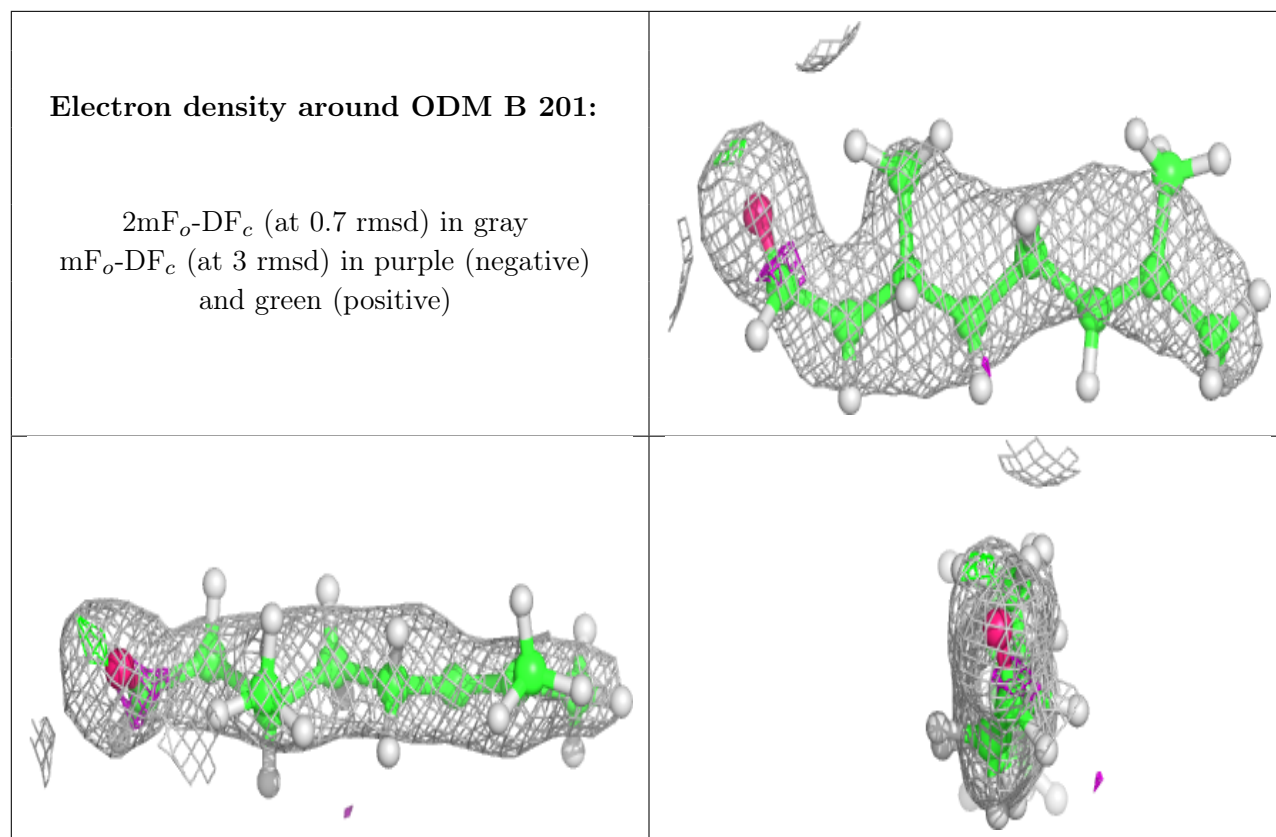 Electron density around ODM B 201:
2mFₒ-DF𝑐 (at 0.7 rmsd) in gray
mFₒ-DF𝑐 (at 3 rmsd) in purple (negative)
and green (positive)